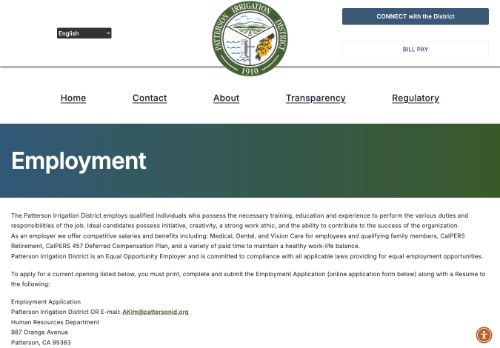 English
PATTERSON IRRIGATION DISTRICT
1910
CONNECT with the District
BILL PAY
Home
Contact
About
Transparency
Regulatory
Employment
The Patterson Irrigation District employs qualified individuals who possess the necessary training, education and experience to perform the various duties and
responsibilities of the job. Ideal candidates possess initiative, creativity, a strong work ethic, and the ability to contribute to the success of the organization.
As an employer we offer competitive salaries and benefits including: Medical, Dental, and Vision Care for employees and qualifying family members, CalPERS
Retirement, CalPERS 457 Deferred Compensation Plan, and a variety of paid time to maintain a healthy work-life balance.
Patterson Irrigation District is an Equal Opportunity Employer and is committed to compliance with all applicable laws providing for equal employment opportunities.
To apply for a current opening listed below, you must print, complete and submit the Employment Application (online application form below) along with a Resume to
the following:
Employment Application
Patterson Irrigation District OR E-mail: AKim@pattersonid.org
Human Resources Department
987 Orange Avenue
Patterson, CA 95363